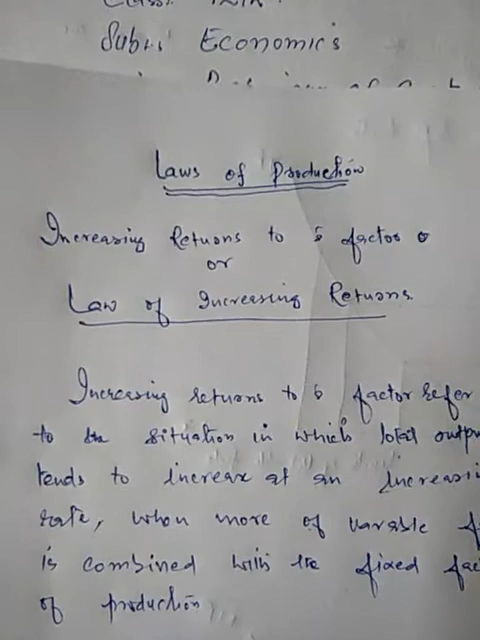 Subj: Economics
Laws of Production
Increasing Returns to factor
or
Law of Increasing Returns
Increasing returns to factor refer
to the situation in which total outpu
tends to increase at an increasi
rate, when more of variable f
is combined with the fixed fac
of production